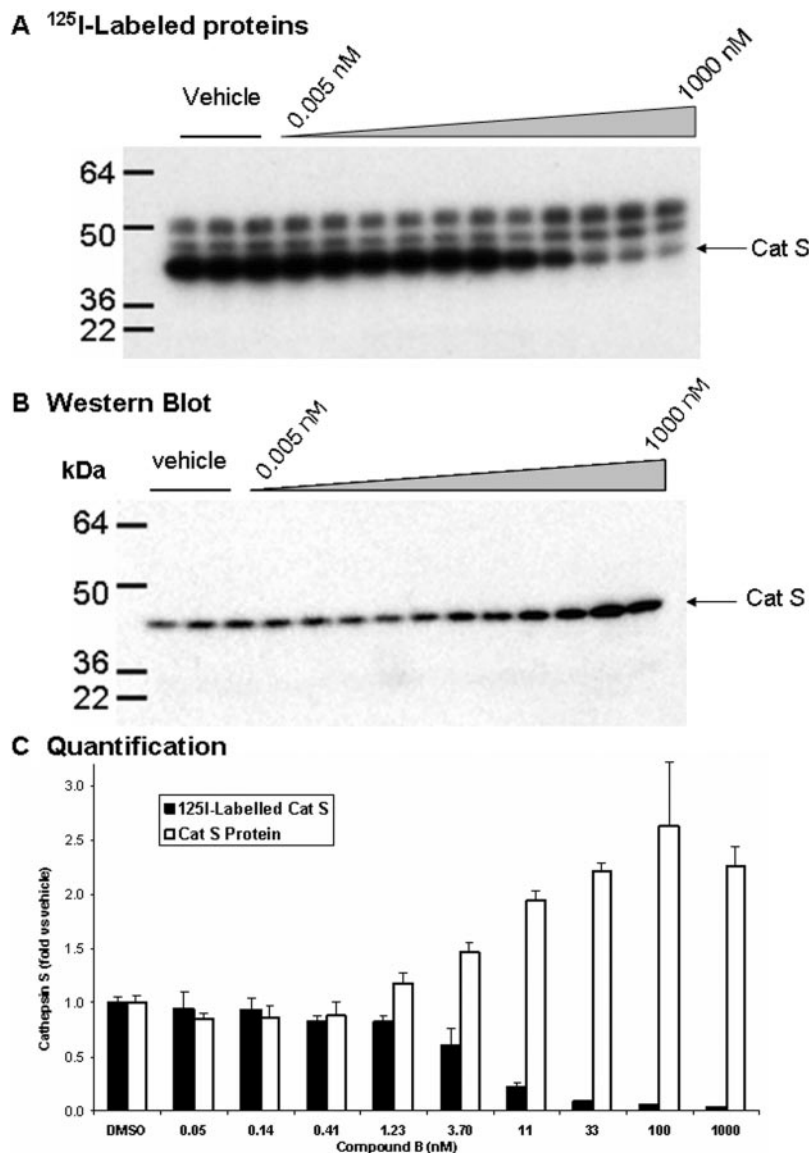 A ¹²⁵I-Labeled proteins
Vehicle
0.005 nM
1000 nM
64
50
36
22
Cat S
B Western Blot
kDa
vehicle
0.005 nM
1000 nM
64
50
36
22
Cat S
C Quantification
Cathepsin S (fold vs vehicle)
3.0
2.5
2.0
1.5
1.0
0.5
0.0
125I-Labelled Cat S
Cat S Protein
DMSO 0.05 0.14 0.41 1.23 3.70 11 33 100 1000
Compound B (nM)